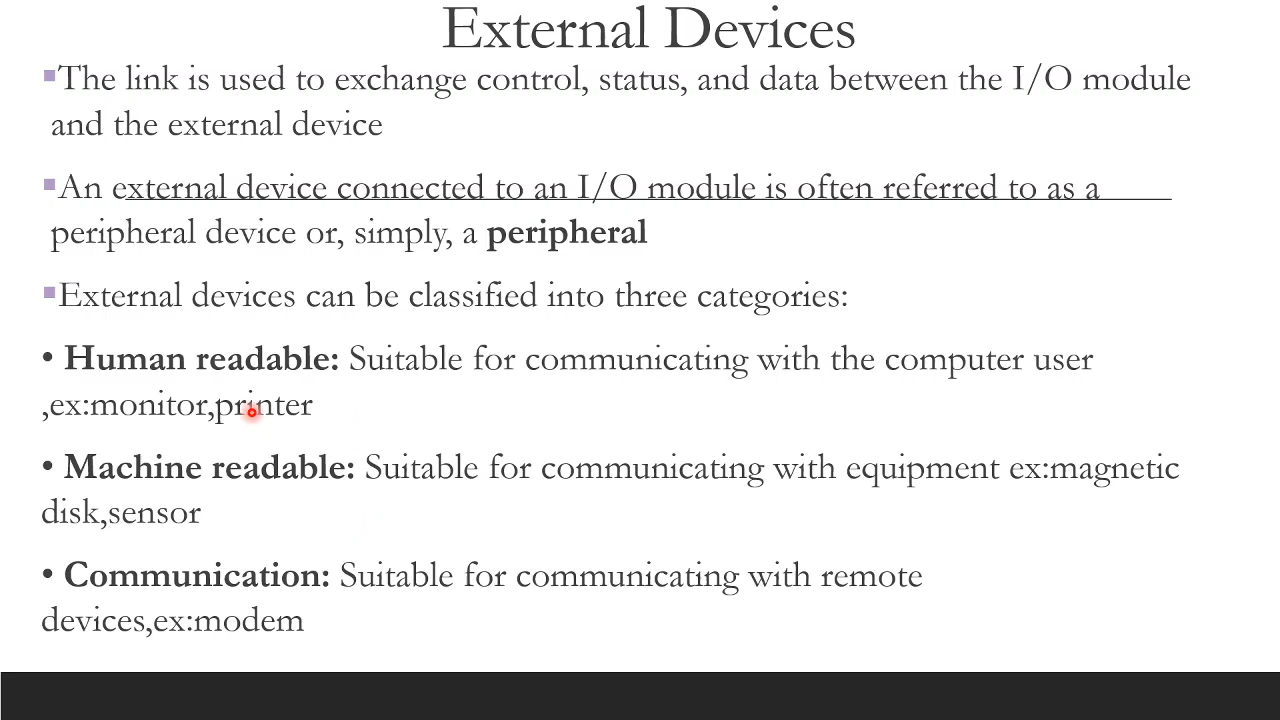 External Devices
▪The link is used to exchange control, status, and data between the I/O module
and the external device
▪An external device connected to an I/O module is often referred to as a
peripheral device or, simply, a peripheral
▪External devices can be classified into three categories:
• Human readable: Suitable for communicating with the computer user
,ex:monitor,printer
• Machine readable: Suitable for communicating with equipment ex:magnetic
disk,sensor
• Communication: Suitable for communicating with remote
devices,ex:modem